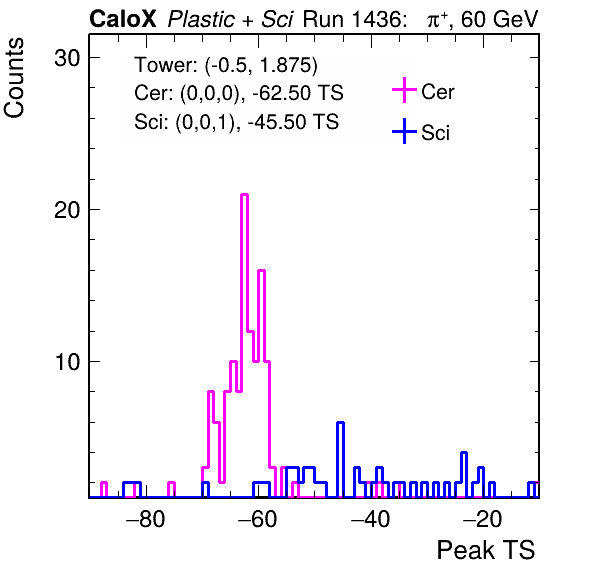 CaloX Plastic + Sci Run 1436: π⁺, 60 GeV
Counts
30
20
10
Tower: (-0.5, 1.875)
Cer: (0,0,0), -62.50 TS
Sci: (0,0,1), -45.50 TS
Cer
Sci
−80 −60 −40 −20
Peak TS